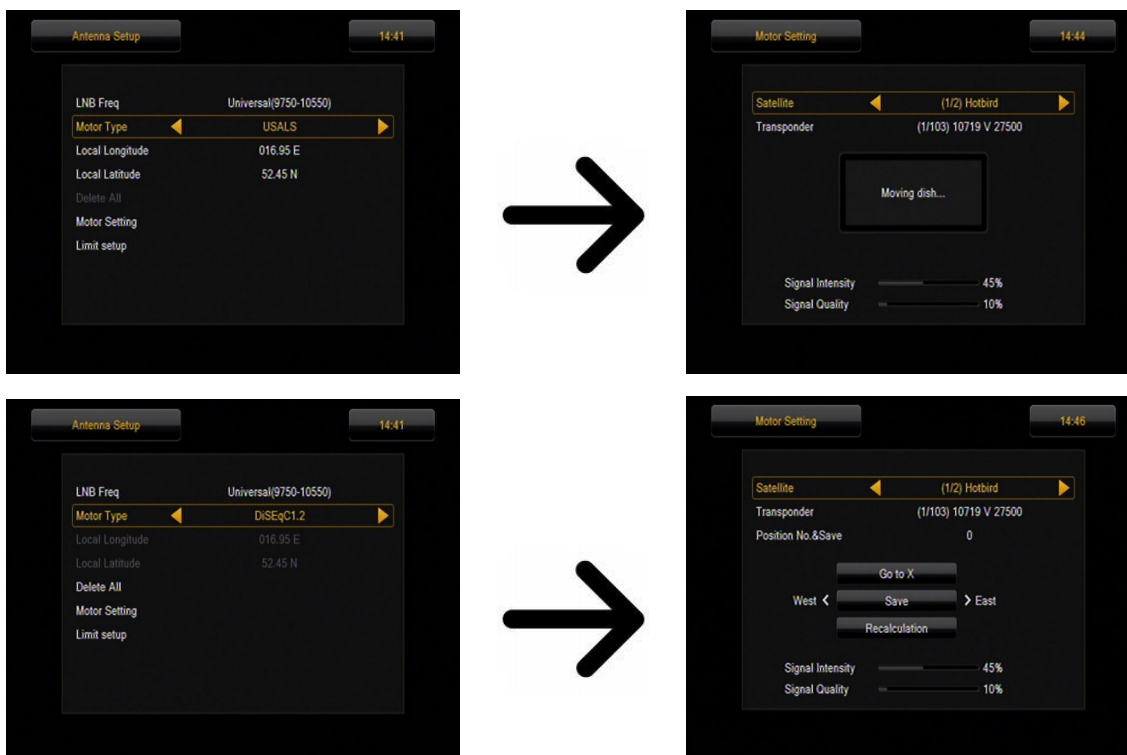 Antenna Setup 14:41
LNB Freq Universal(9750-10550)
Motor Type USALS
Local Longitude 016.95 E
Local Latitude 52.45 N
Delete All
Motor Setting
Limit setup
Motor Setting 14:44
Satellite (1/2) Hotbird
Transponder (1/103) 10719 V 27500
Moving dish...
Signal Intensity 45%
Signal Quality 10%
Antenna Setup 14:41
LNB Freq Universal(9750-10550)
Motor Type DiSEqC1.2
Local Longitude 016.95 E
Local Latitude 52.45 N
Delete All
Motor Setting
Limit setup
Motor Setting 14:46
Satellite (1/2) Hotbird
Transponder (1/103) 10719 V 27500
Position No.&Save 0
Go to X
West < Save > East
Recalculation
Signal Intensity 45%
Signal Quality 10%